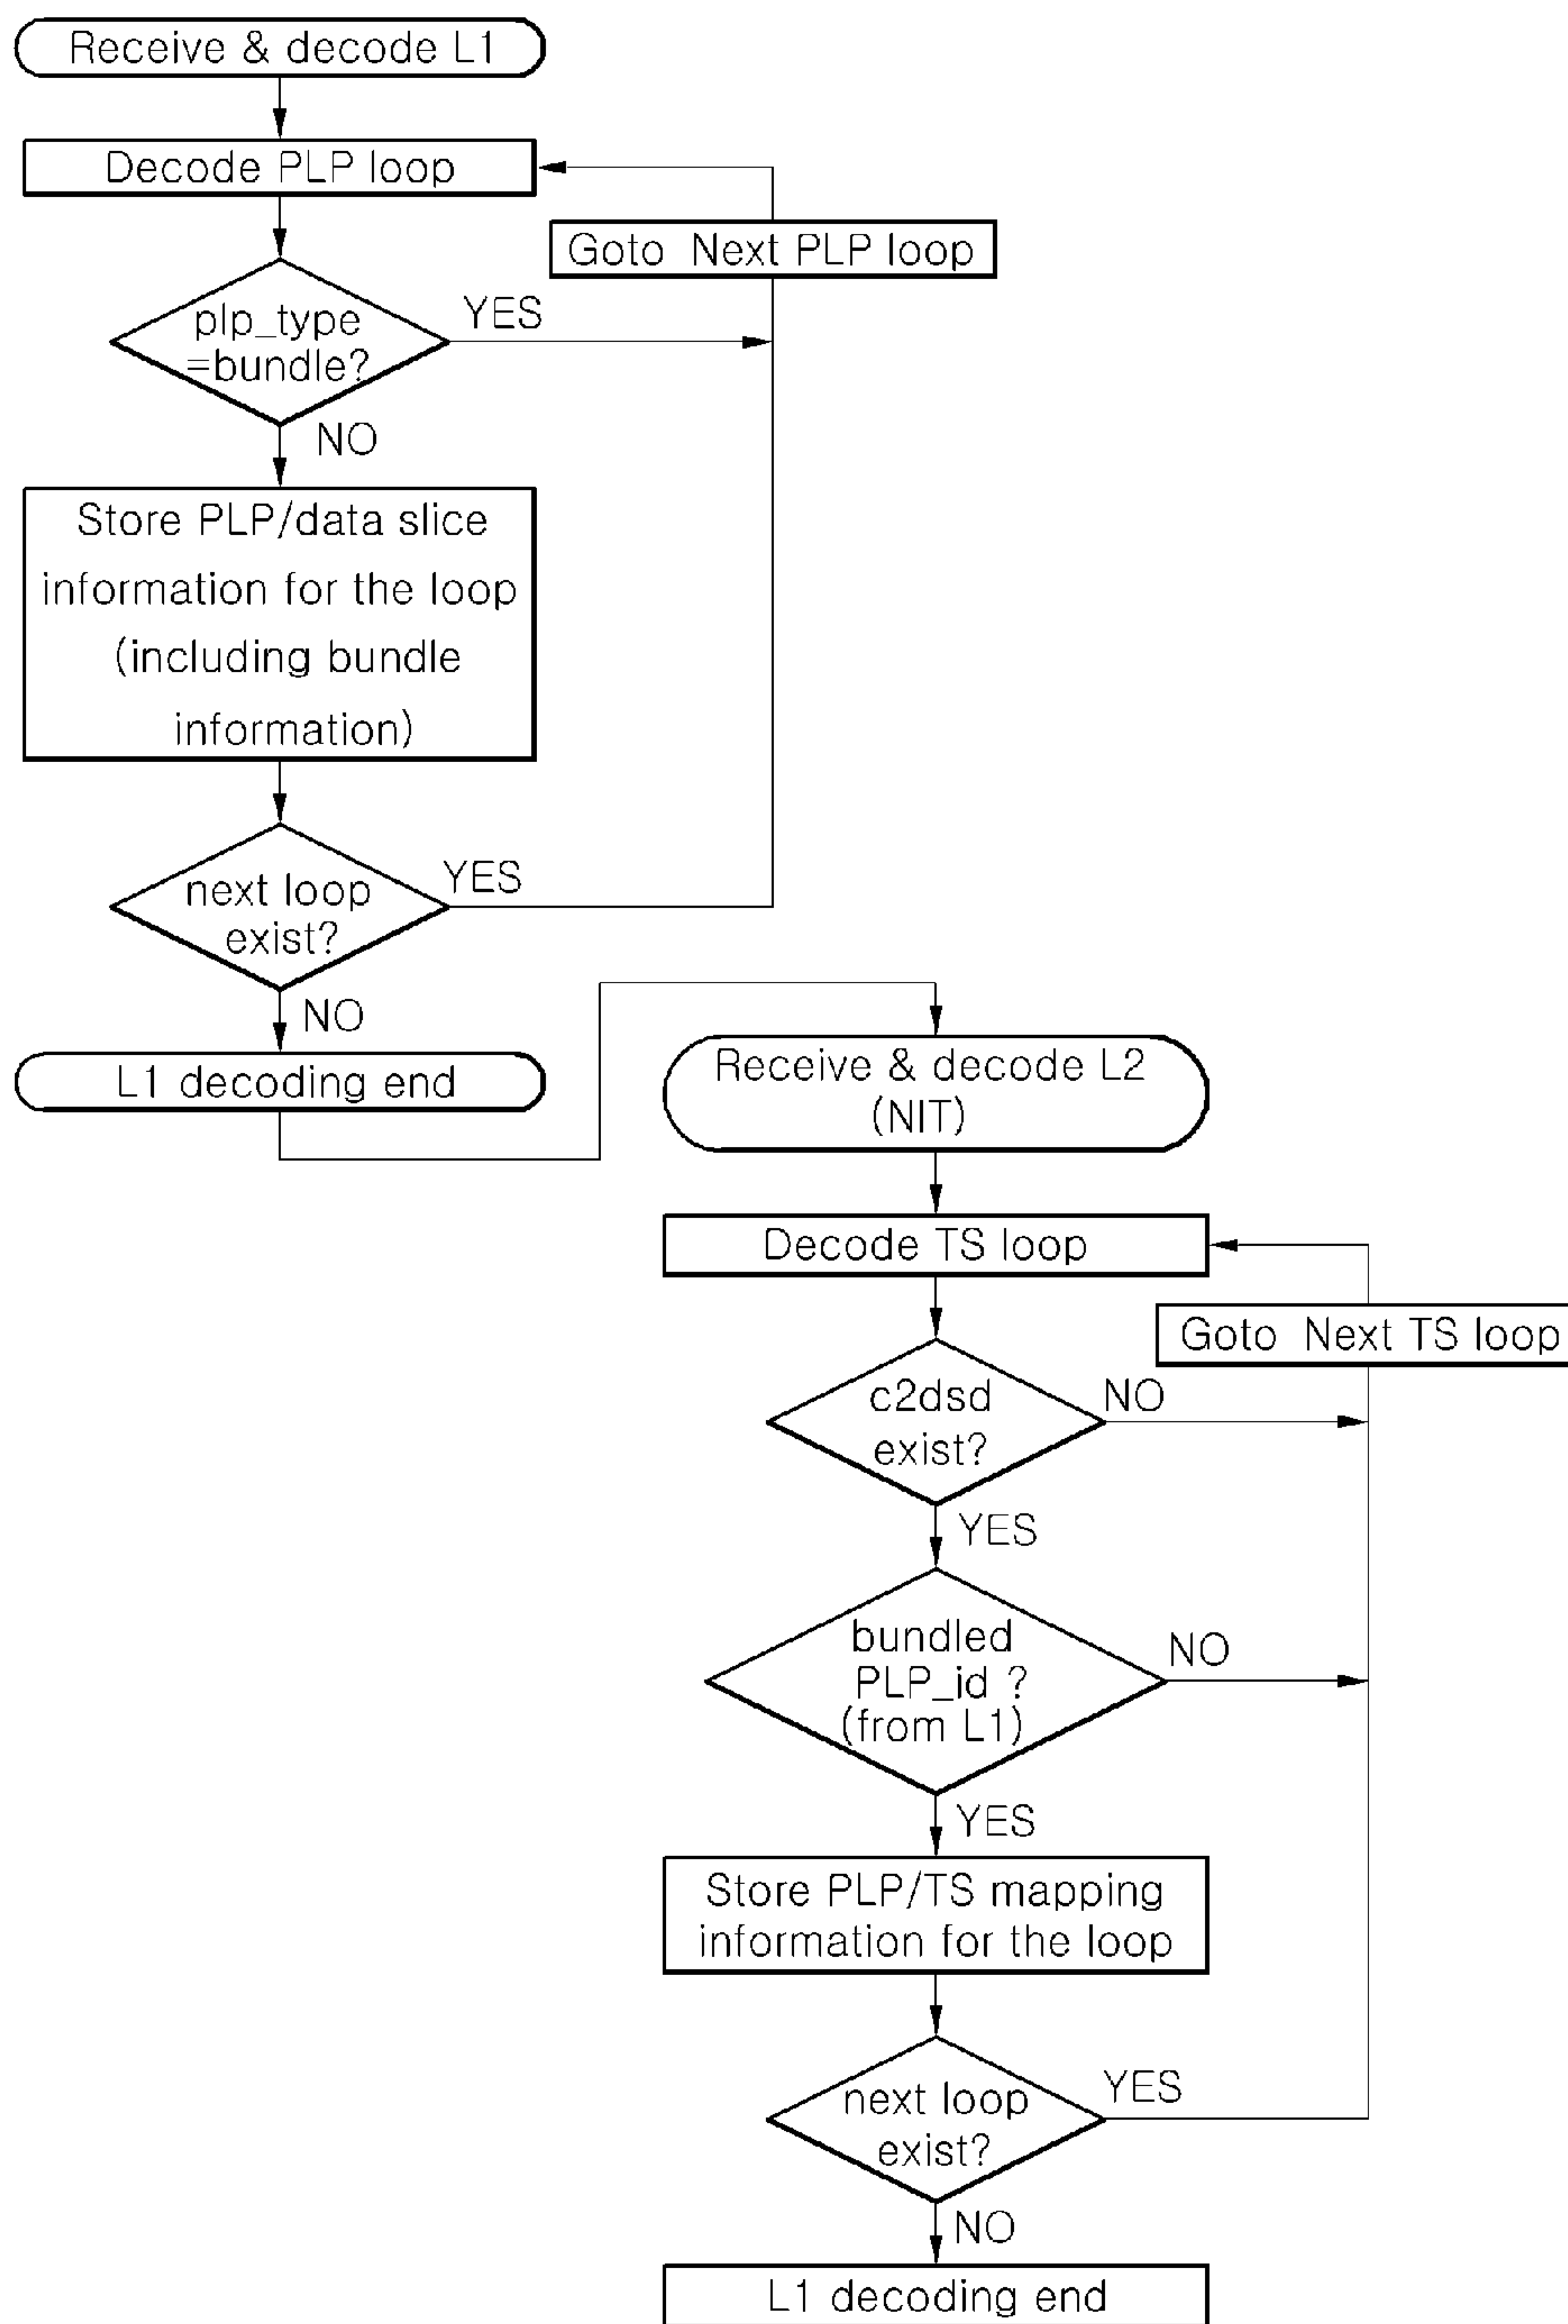 Receive & decode L1
Decode PLP loop
Goto Next PLP loop
plp_type
=bundle?
YES
NO
Store PLP/data slice
information for the loop
(including bundle
information)
next loop
exist?
YES
NO
L1 decoding end
Receive & decode L2
(NIT)
Decode TS loop
Goto Next TS loop
c2dsd
exist?
NO
YES
bundled
PLP_id ?
(from L1)
NO
YES
Store PLP/TS mapping
information for the loop
next loop
exist?
YES
NO
L1 decoding end